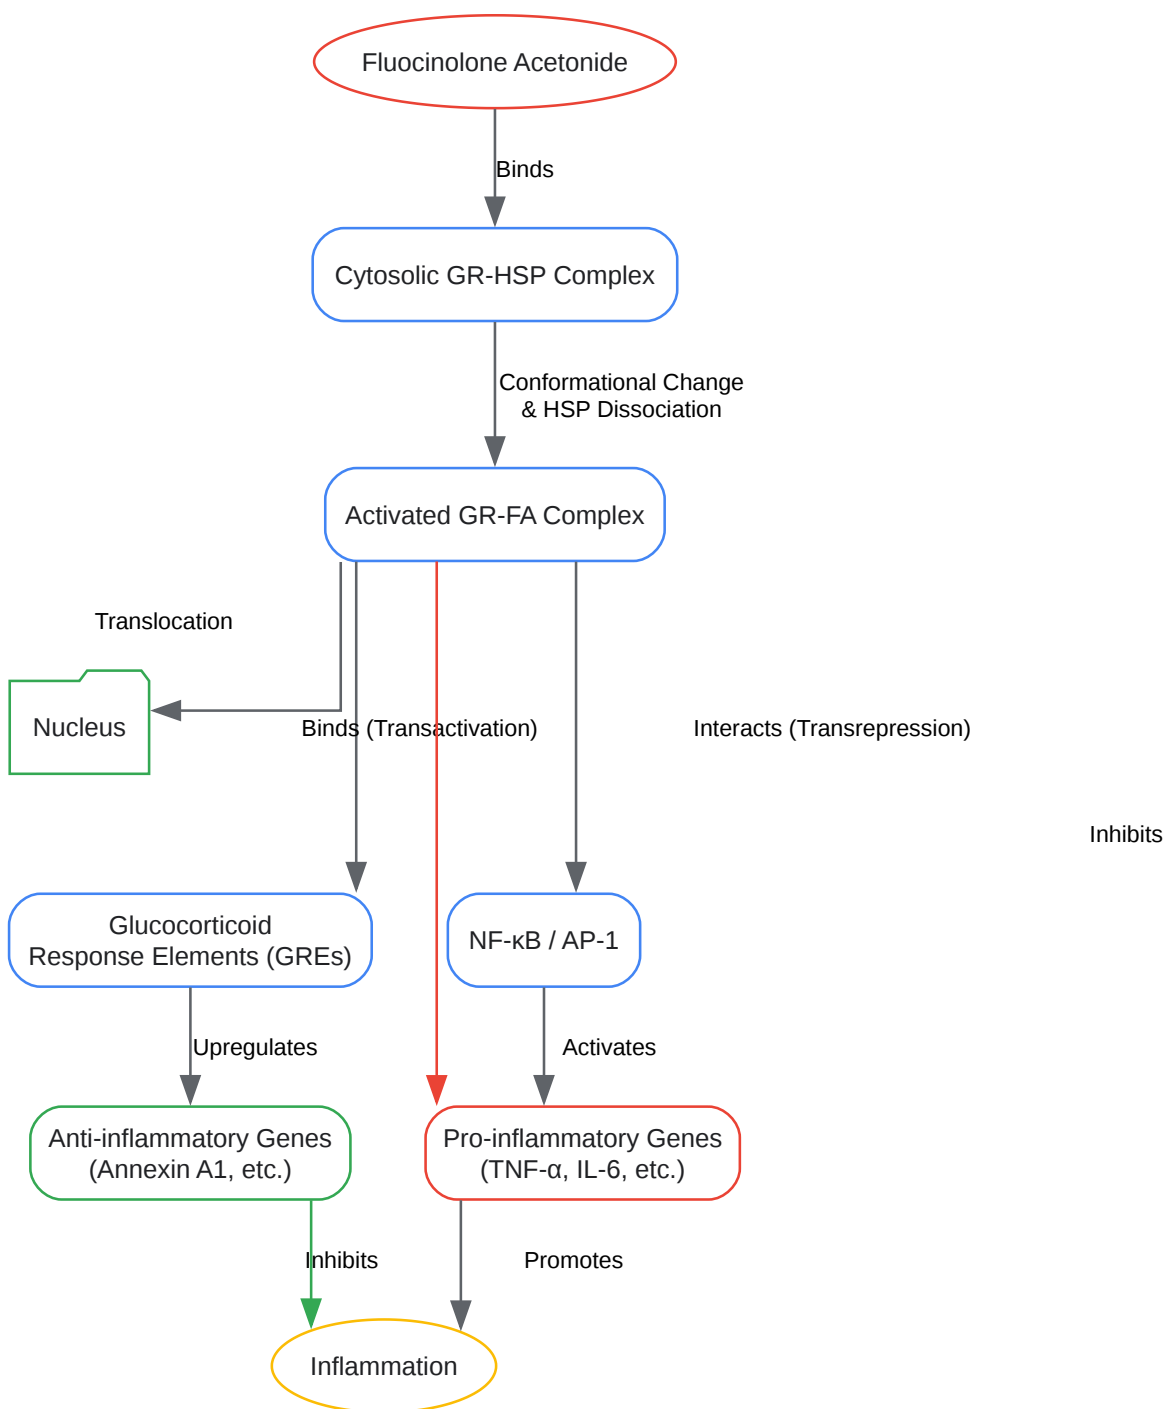 Fluocinolone Acetonide
Binds
Cytosolic GR-HSP Complex
Conformational Change
& HSP Dissociation
Activated GR-FA Complex
Translocation
Nucleus
Binds (Transactivation)
Interacts (Transrepression)
Inhibits
Glucocorticoid
Response Elements (GREs)
NF-κB / AP-1
Upregulates
Activates
Anti-inflammatory Genes
(Annexin A1, etc.)
Pro-inflammatory Genes
(TNF-α, IL-6, etc.)
Inhibits
Promotes
Inflammation